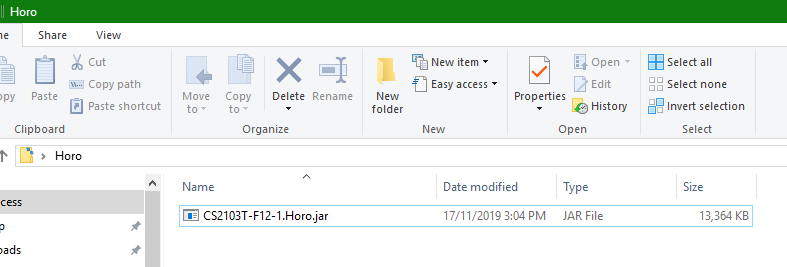 Horo
ne Share View
opy
Paste
Cut
Copy path
Paste shortcut
Move to
Copy to
Delete
Rename
New folder
New item
Easy access
Properties
Open
Edit
History
Select all
Select none
Invert selection
Clipboard Organize New Open Select
Horo
Name Date modified Type Size
cess
CS2103T-F12-1.Horo.jar 17/11/2019 3:04 PM JAR File 13,364 KB
p
oads